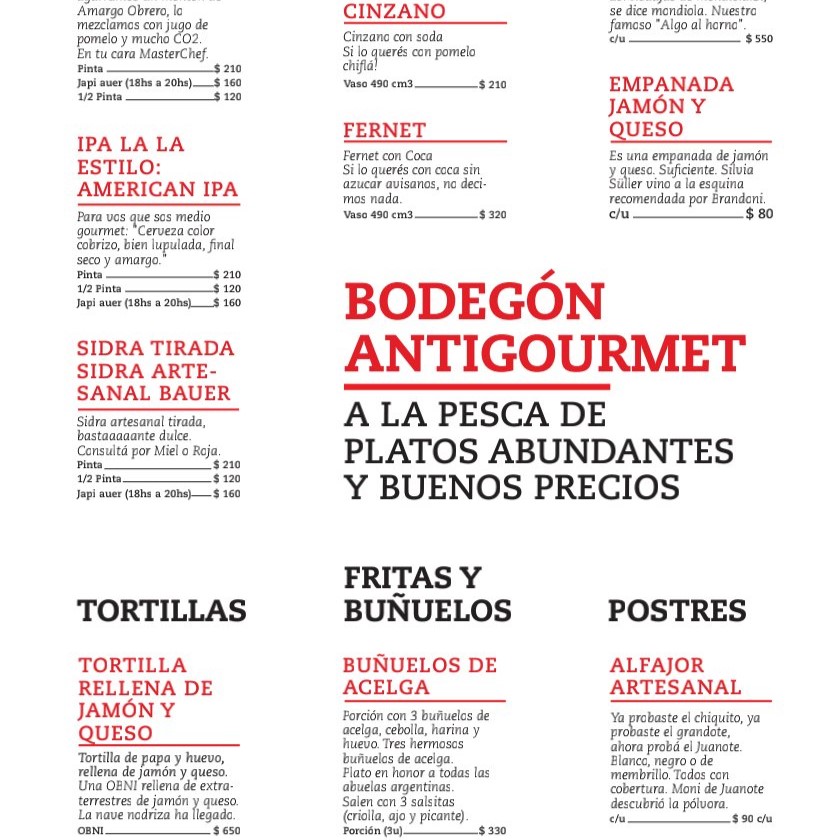 Amargo Obrero, lo
mezclamos con jugo de
pomelo y mucho CO2.
En tu cara MasterChef.
Pinta $ 210
Japi auer (18hs a 20hs) $ 160
1/2 Pinta $ 120
IPA LA LA
ESTILO:
AMERICAN IPA
Para vos que sos medio
gourmet: "Cerveza color
cobrizo, bien lupulada, final
seco y amargo."
Pinta $ 210
1/2 Pinta $ 120
Japi auer (18hs a 20hs) $ 160
SIDRA TIRADA
SIDRA ARTE-
SANAL BAUER
Sidra artesanal tirada,
bastaaaaante dulce.
Consultá por Miel o Roja.
Pinta $ 210
1/2 Pinta $ 120
Japi auer (18hs a 20hs) $ 160
CINZANO
Cinzano con soda
Si lo querés con pomelo
chiflá!
Vaso 490 cm3 $ 210
FERNET
Fernet con Coca
Si lo querés con coca sin
azucar avisanos, no deci-
mos nada.
Vaso 490 cm3 $ 320
se dice mondiola. Nuestro
famoso "Algo al horno".
c/u $ 550
EMPANADA
JAMÓN Y
QUESO
Es una empanada de jamón
y queso. Suficiente. Silvia
Süller vino a la esquina
recomendada por Brandoni.
c/u $ 80
BODEGÓN
ANTIGOURMET
A LA PESCA DE
PLATOS ABUNDANTES
Y BUENOS PRECIOS
TORTILLAS
TORTILLA
RELLENA DE
JAMÓN Y
QUESO
Tortilla de papa y huevo,
rellena de jamón y queso.
Una OBNI rellena de extra-
terrestres de jamón y queso.
La nave nodriza ha llegado.
OBNI $ 650
FRITAS Y
BUÑUELOS
BUÑUELOS DE
ACELGA
Porción con 3 buñuelos de
acelga, cebolla, harina y
huevo. Tres hermosos
buñuelos de acelga.
Plato en honor a todas las
abuelas argentinas.
Salen con 3 salsitas
(criolla, ajo y picante).
Porción (3u) $ 330
POSTRES
ALFAJOR
ARTESANAL
Ya probaste el chiquito, ya
probaste el grandote,
ahora probá el Juanote.
Blanco, negro o de
membrillo. Todos con
cobertura. Moni de Juanote
descubrió la pólvora.
c/u $ 90 c/u